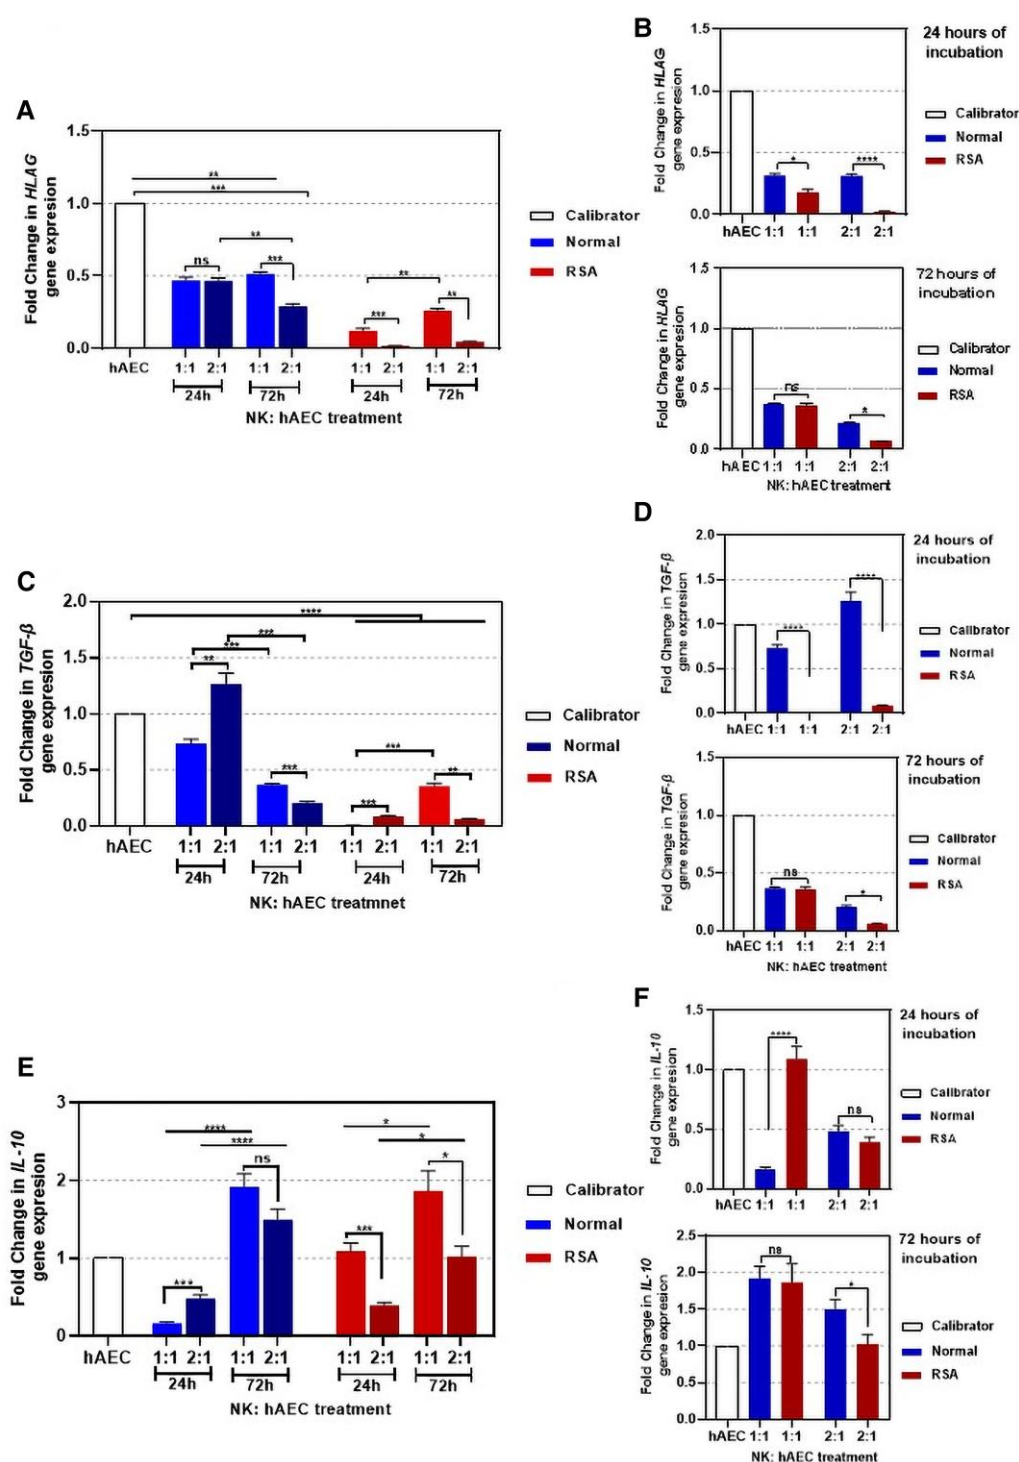 A
Fold Change in HLAG
gene expresion
1.5
1.0
0.5
0.0
**
***
**
ns
***
**
***
**
hAEC
1:1 2:1 1:1 2:1 1:1 2:1 1:1 2:1
24h 72h 24h 72h
NK: hAEC treatment
Calibrator
Normal
RSA
B
Fold Change in HLAG
gene expresion
1.5
1.0
0.5
0.0
*
****
hAEC 1:1 1:1 2:1 2:1
24 hours of
incubation
Calibrator
Normal
RSA
Fold Change in HLAG
gene expresion
1.5
1.0
0.5
0.0
ns
*
hAEC 1:1 1:1 2:1 2:1
NK: hAEC treatment
72 hours of
incubation
Calibrator
Normal
RSA
C
Fold Change in TGF-β
gene expresion
2.0
1.5
1.0
0.5
0.0
****
***
***
**
***
***
***
**
hAEC
1:1 2:1 1:1 2:1 1:1 2:1 1:1 2:1
24h 72h 24h 72h
NK: hAEC treatmnet
Calibrator
Normal
RSA
D
Fold Change in TGF-β
gene expresion
2.0
1.5
1.0
0.5
0.0
****
****
hAEC 1:1 1:1 2:1 2:1
24 hours of
incubation
Calibrator
Normal
RSA
Fold Change in TGF-β
gene expresion
1.5
1.0
0.5
0.0
ns
*
hAEC 1:1 1:1 2:1 2:1
NK: hAEC treatment
72 hours of
incubation
Calibrator
Normal
RSA
E
Fold Change in IL-10
gene expresion
3
2
1
0
****
****
ns
***
*
*
*
***
hAEC
1:1 2:1 1:1 2:1 1:1 2:1 1:1 2:1
24h 72h 24h 72h
NK: hAEC treatment
Calibrator
Normal
RSA
F
Fold Change in IL-10
gene expresion
1.5
1.0
0.5
0.0
****
ns
hAEC 1:1 1:1 2:1 2:1
24 hours of
incubation
Calibrator
Normal
RSA
Fold Change in IL-10
gene expresion
2.5
2.0
1.5
1.0
0.5
0.0
ns
*
hAEC 1:1 1:1 2:1 2:1
NK: hAEC treatment
72 hours of
incubation
Calibrator
Normal
RSA